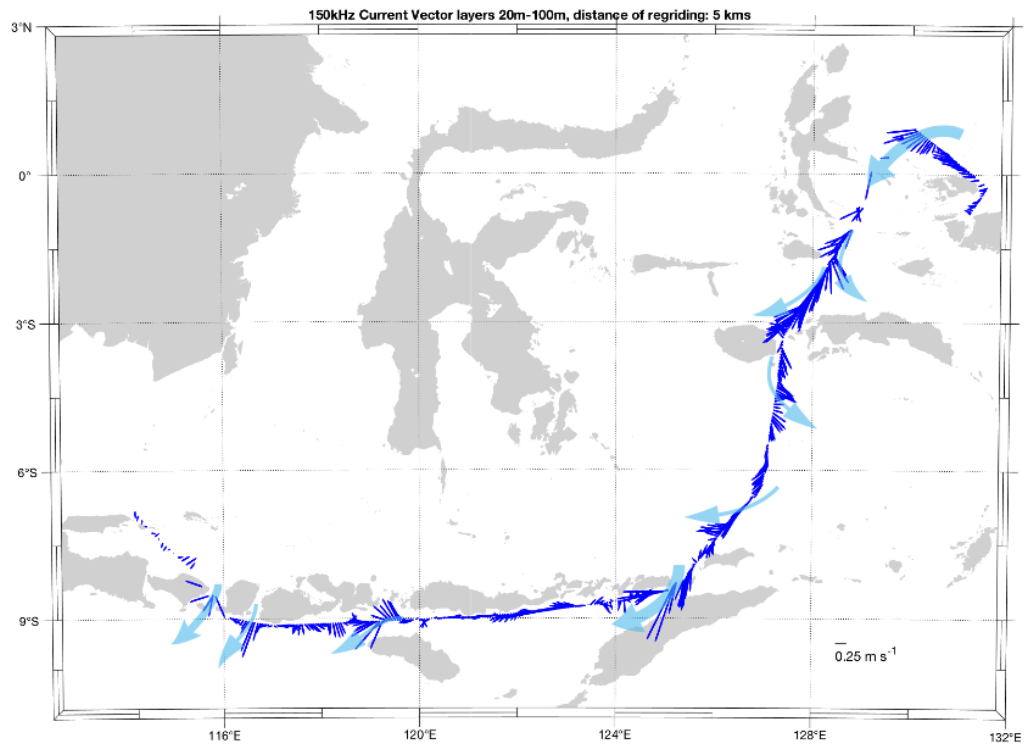 150kHz Current Vector layers 20m-100m, distance of regriding: 5 kms
3°N
0°
3°S
6°S
9°S
0.25 m s⁻¹
116°E 120°E 124°E 128°E 132°E